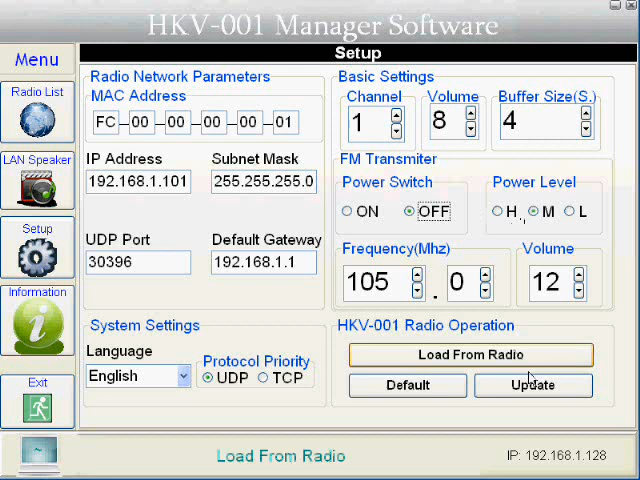 HKV-001 Manager Software
Menu
Setup
Radio List
LAN Speaker
Setup
Information
Exit
Radio Network Parameters
MAC Address
FC-00-00-00-00-01
IP Address
Subnet Mask
192.168.1.101
255.255.255.0
UDP Port
Default Gateway
30396
192.168.1.1
System Settings
Language
English
Protocol Priority
UDP
TCP
Basic Settings
Channel
Volume
Buffer Size(S.)
1
8
4
FM Transmiter
Power Switch
Power Level
ON
OFF
H
M
L
Frequency(Mhz)
Volume
105.0
12
HKV-001 Radio Operation
Load From Radio
Default
Update
Load From Radio
IP: 192.168.1.128